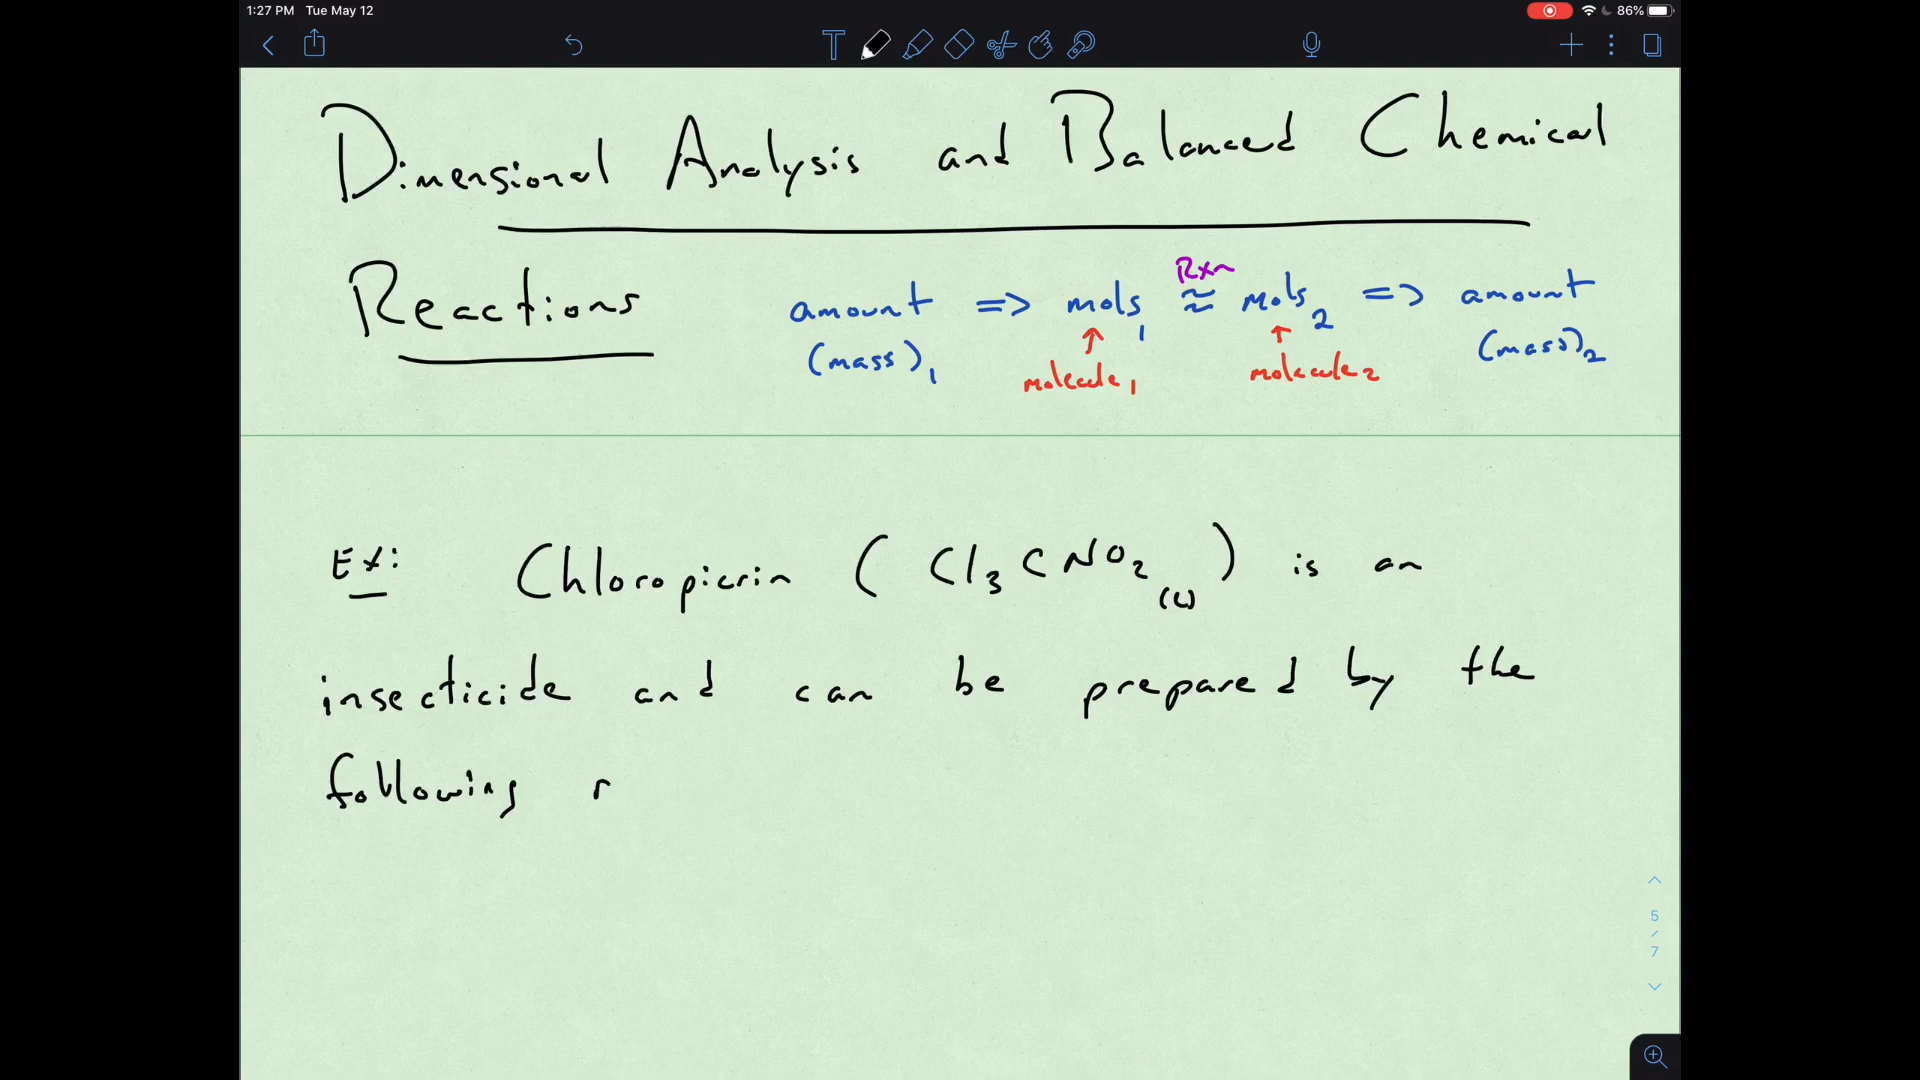 1:27 PM Tue May 12
86%
Dimensional Analysis and Balanced Chemical
Reactions
Rxn
amount => mols₁ ≈ mols₂ => amount
(mass)₁ ↑ ↑ (mass)₂
molecule₁ molecule₂
Ex: Chloropicrin ( Cl₃CNO₂ (l) ) is an
insecticide and can be prepared by the
following r
5
/
7